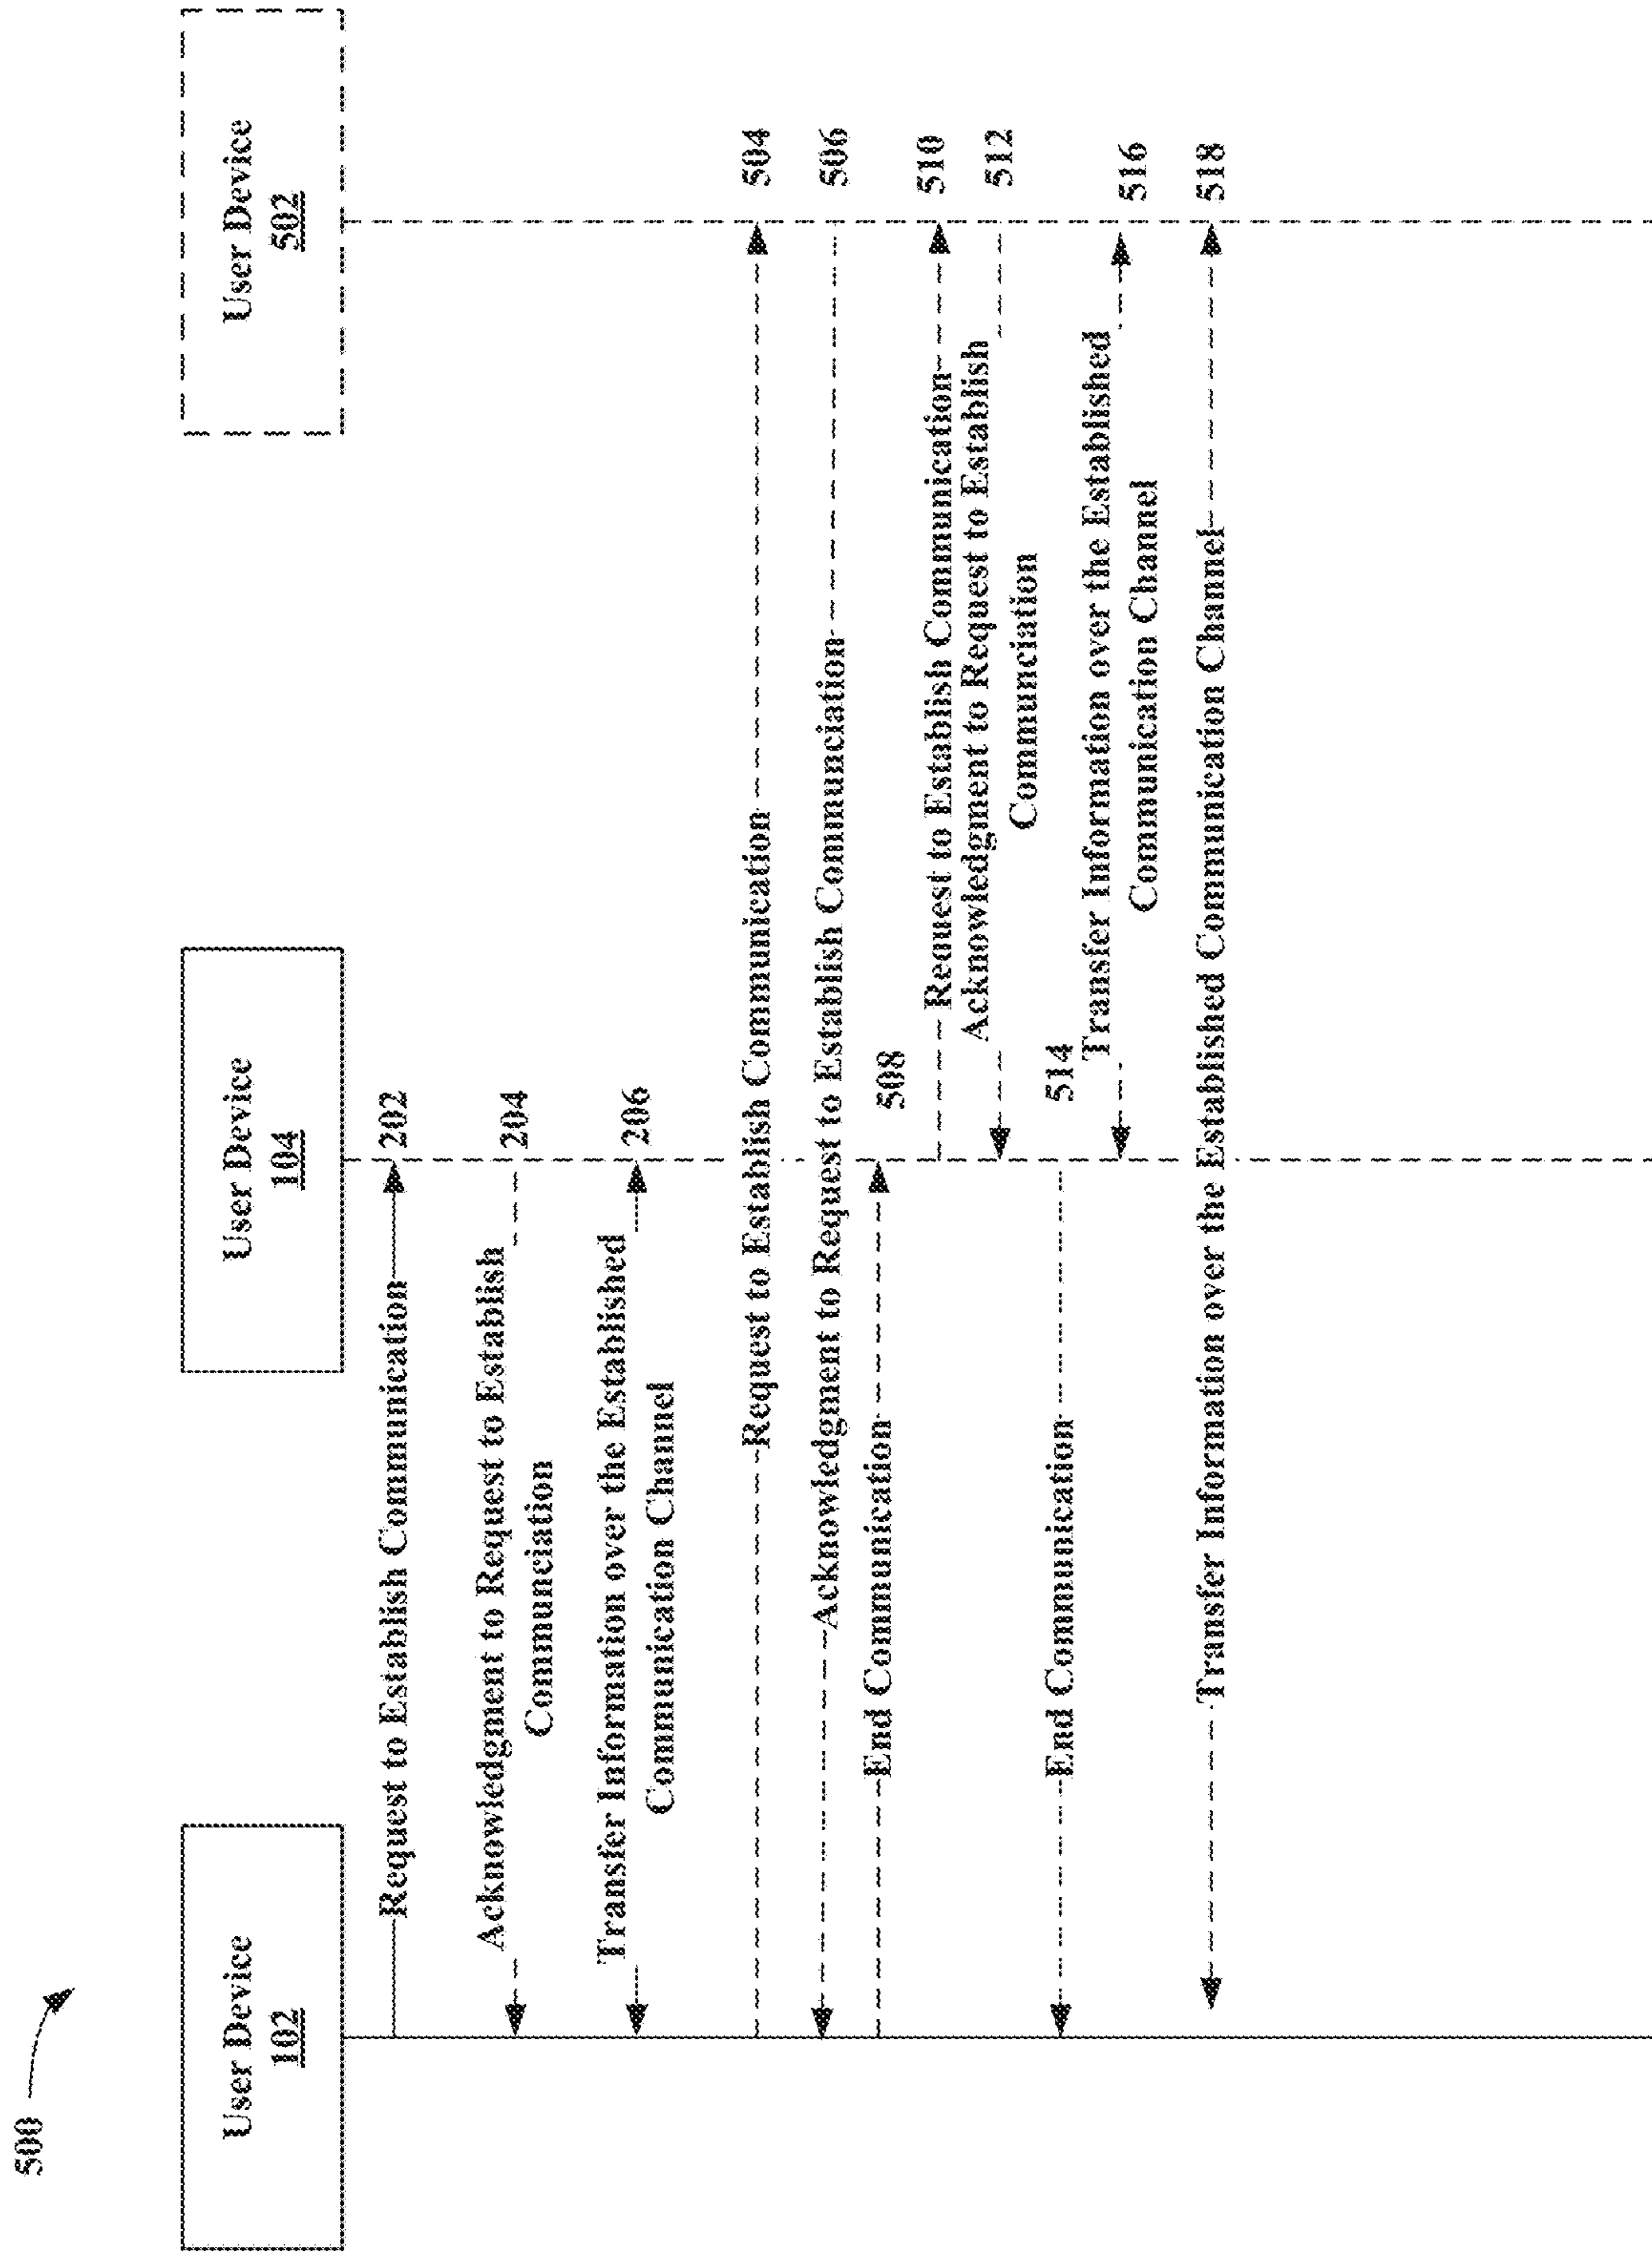 500
User Device
102
User Device
104
User Device
502
Request to Establish Communication
202
Acknowledgment to Request to Establish
Communciation
204
Transfer Information over the Established
Communication Channel
206
Request to Establish Communication
504
Acknowledgment to Request to Establish Communciation
506
End Communication
508
Request to Establish Communication
510
Acknowledgment to Request to Establish
Communciation
512
End Communication
514
Transfer Information over the Established
Communication Channel
516
Transfer Information over the Established Communication Channel
518